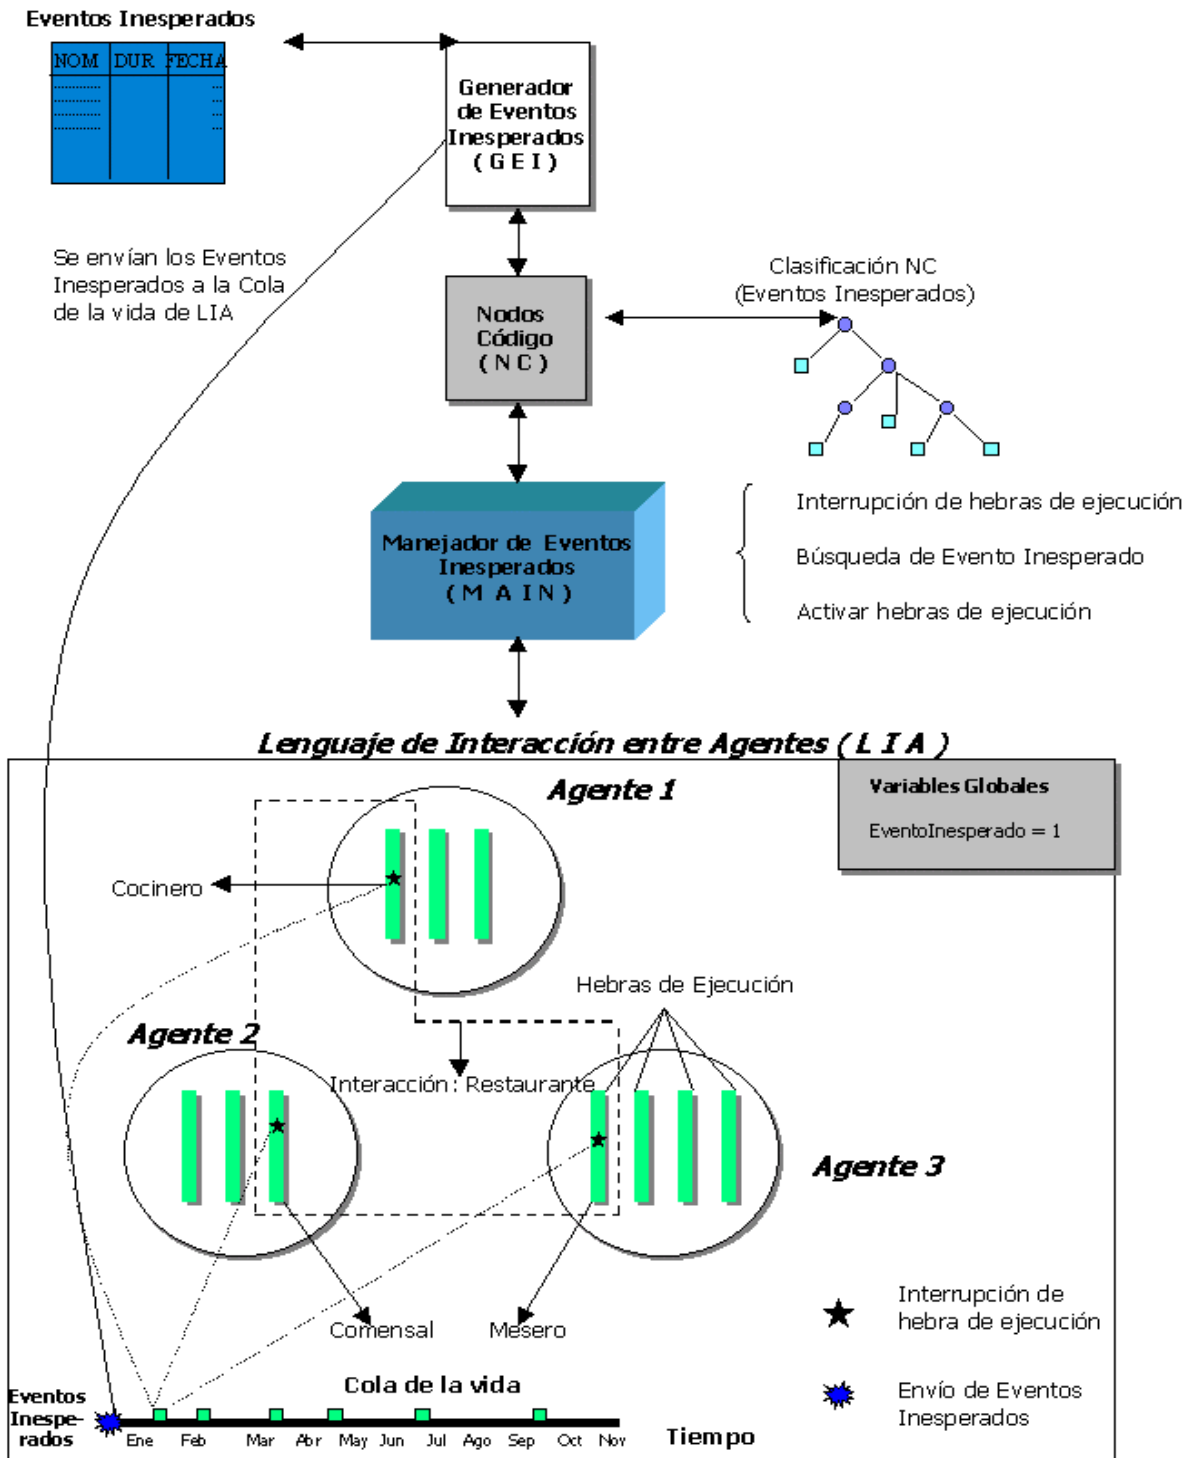 Eventos Inesperados
NOM DUR FECHA
Generador
de Eventos
Inesperados
( G E I )
Se envían los Eventos
Inesperados a la Cola
de la vida de LIA
Clasificación NC
(Eventos Inesperados)
Nodos
Código
( N C )
Manejador de Eventos
Inesperados
( M A I N )
Interrupción de hebras de ejecución
Búsqueda de Evento Inesperado
Activar hebras de ejecución
Lenguaje de Interacción entre Agentes ( L I A )
Variables Globales
EventoInesperado = 1
Agente 1
Cocinero
Hebras de Ejecución
Agente 2
Interacción : Restaurante
Agente 3
Comensal
Mesero
Interrupción de
hebra de ejecución
Envío de Eventos
Inesperados
Cola de la vida
Eventos
Inespe-
rados
Ene Feb Mar Abr May Jun Jul Ago Sep Oct Nov
Tiempo